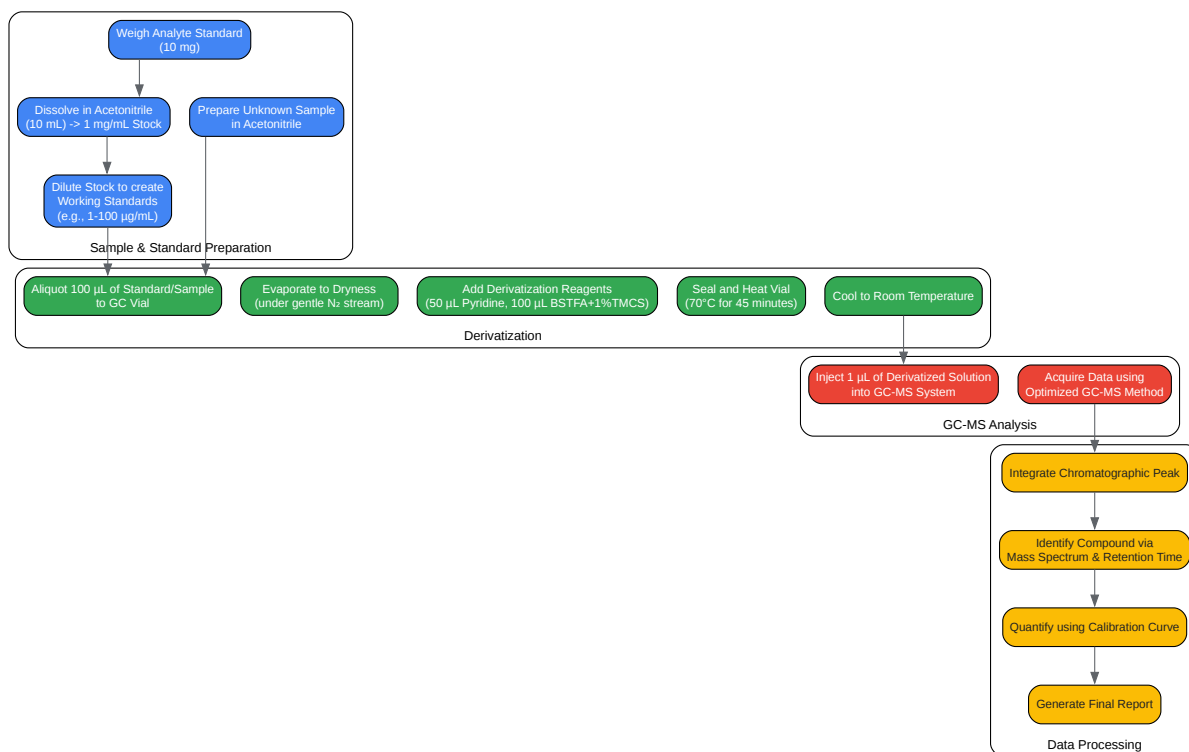 Weigh Analyte Standard
(10 mg)
Dissolve in Acetonitrile
(10 mL) -> 1 mg/mL Stock
Prepare Unknown Sample
in Acetonitrile
Dilute Stock to create
Working Standards
(e.g., 1-100 µg/mL)
Sample & Standard Preparation
Aliquot 100 µL of Standard/Sample
to GC Vial
Evaporate to Dryness
(under gentle N₂ stream)
Add Derivatization Reagents
(50 µL Pyridine, 100 µL BSTFA+1%TMCS)
Seal and Heat Vial
(70°C for 45 minutes)
Cool to Room Temperature
Derivatization
Inject 1 µL of Derivatized Solution
into GC-MS System
Acquire Data using
Optimized GC-MS Method
GC-MS Analysis
Integrate Chromatographic Peak
Identify Compound via
Mass Spectrum & Retention Time
Quantify using Calibration Curve
Generate Final Report
Data Processing